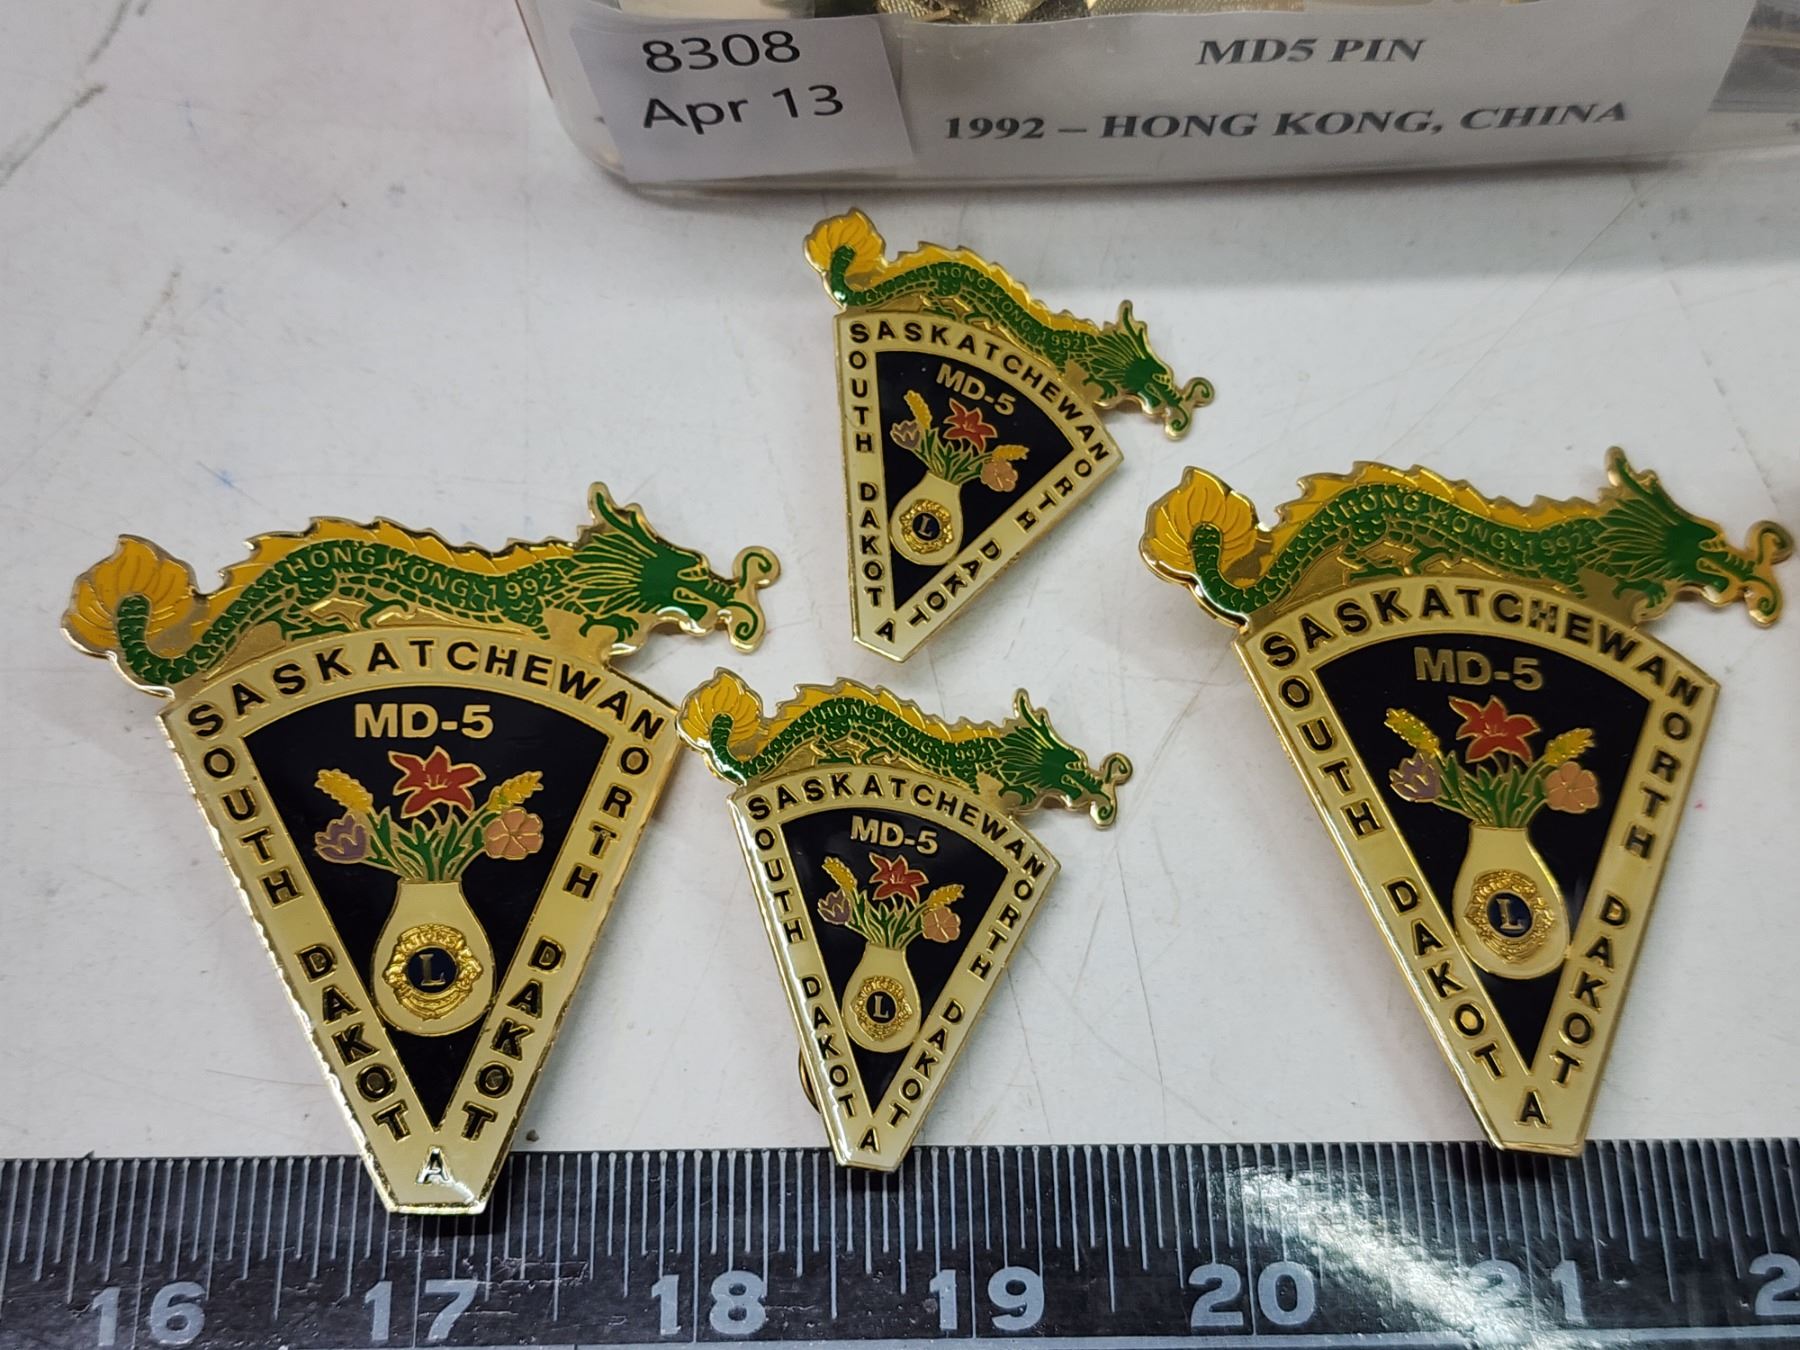 8308
Apr 13
MD5 PIN
1992 – HONG KONG, CHINA
HONG KONG 1992
SASKATCHEWAN
SOUTH DAKOTA
NORTH DAKOTA
MD-5
L
HONG KONG 1992
SASKATCHEWAN
SOUTH DAKOTA
NORTH DAKOTA
MD-5
L
HONG KONG 1992
SASKATCHEWAN
SOUTH DAKOTA
NORTH DAKOTA
MD-5
L
HONG KONG 1992
SASKATCHEWAN
SOUTH DAKOTA
NORTH DAKOTA
MD-5
L
16 17 18 19 20 21